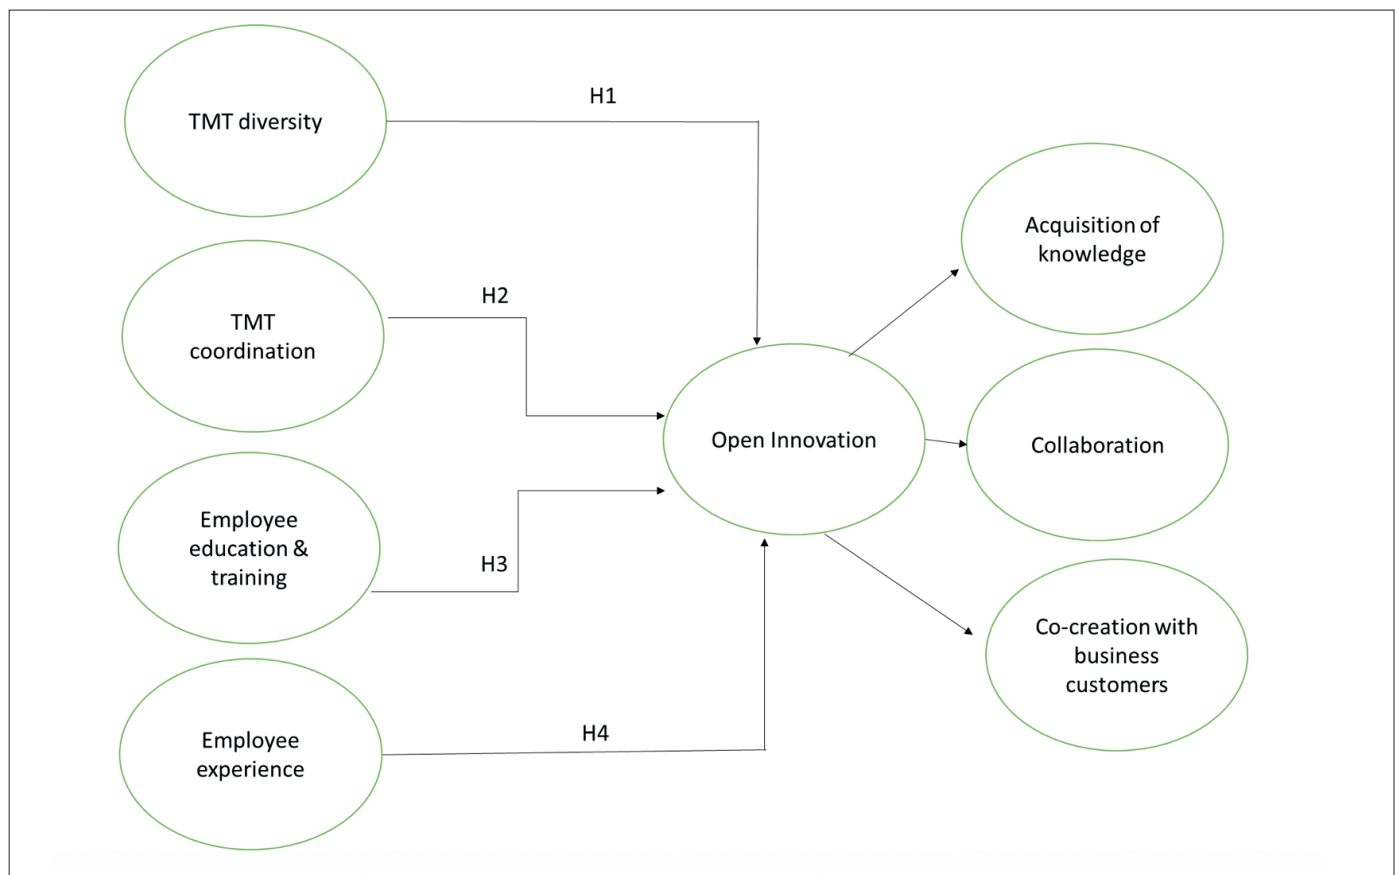 TMT diversity
H1
TMT
coordination
H2
Employee
education &
training
H3
Employee
experience
H4
Open Innovation
Acquisition of
knowledge
Collaboration
Co-creation with
business
customers